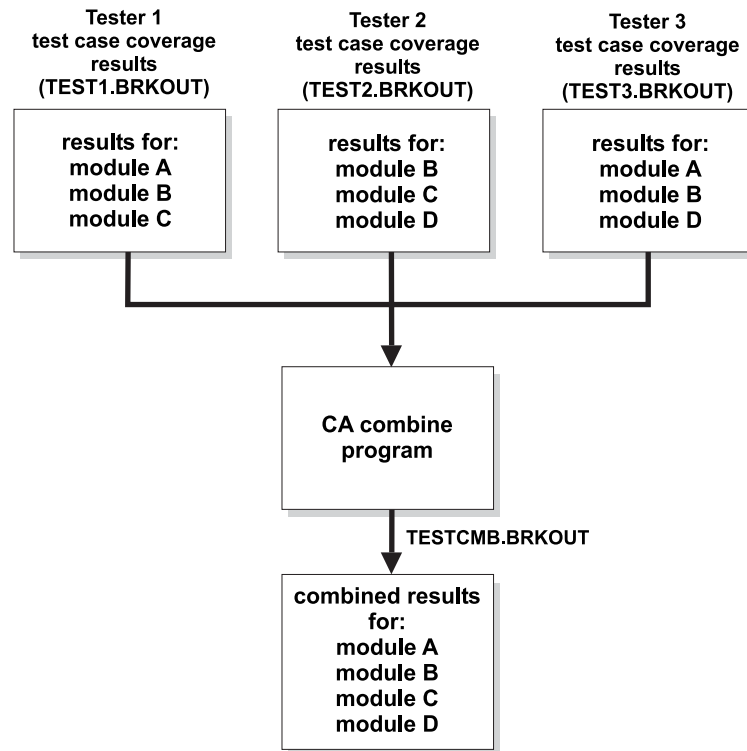 Tester 1
test case coverage
results
(TEST1.BRKOUT)
results for:
module A
module B
module C
Tester 2
test case coverage
results
(TEST2.BRKOUT)
results for:
module B
module C
module D
Tester 3
test case coverage
results
(TEST3.BRKOUT)
results for:
module A
module B
module D
CA combine
program
TESTCMB.BRKOUT
combined results
for:
module A
module B
module C
module D